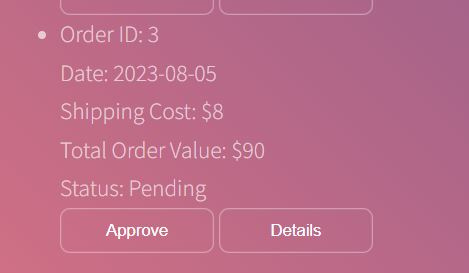 Order ID: 3
Date: 2023-08-05
Shipping Cost: $8
Total Order Value: $90
Status: Pending
Approve Details